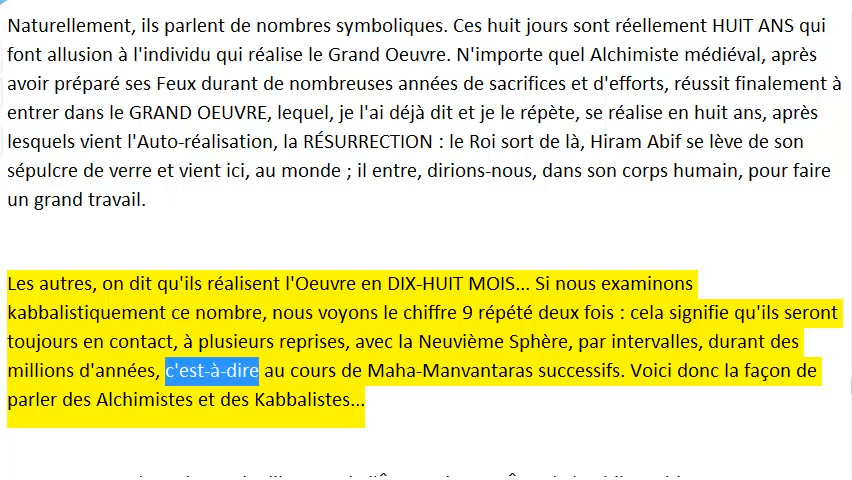 Naturellement, ils parlent de nombres symboliques. Ces huit jours sont réellement HUIT ANS qui
font allusion à l'individu qui réalise le Grand Oeuvre. N'importe quel Alchimiste médiéval, après
avoir préparé ses Feux durant de nombreuses années de sacrifices et d'efforts, réussit finalement à
entrer dans le GRAND OEUVRE, lequel, je l'ai déjà dit et je le répète, se réalise en huit ans, après
lesquels vient l'Auto-réalisation, la RÉSURRECTION : le Roi sort de là, Hiram Abif se lève de son
sépulcre de verre et vient ici, au monde ; il entre, dirions-nous, dans son corps humain, pour faire
un grand travail.
Les autres, on dit qu'ils réalisent l'Oeuvre en DIX-HUIT MOIS... Si nous examinons
kabbalistiquement ce nombre, nous voyons le chiffre 9 répété deux fois : cela signifie qu'ils seront
toujours en contact, à plusieurs reprises, avec la Neuvième Sphère, par intervalles, durant des
millions d'années, c'est-à-dire au cours de Maha-Manvantaras successifs. Voici donc la façon de
parler des Alchimistes et des Kabbalistes...